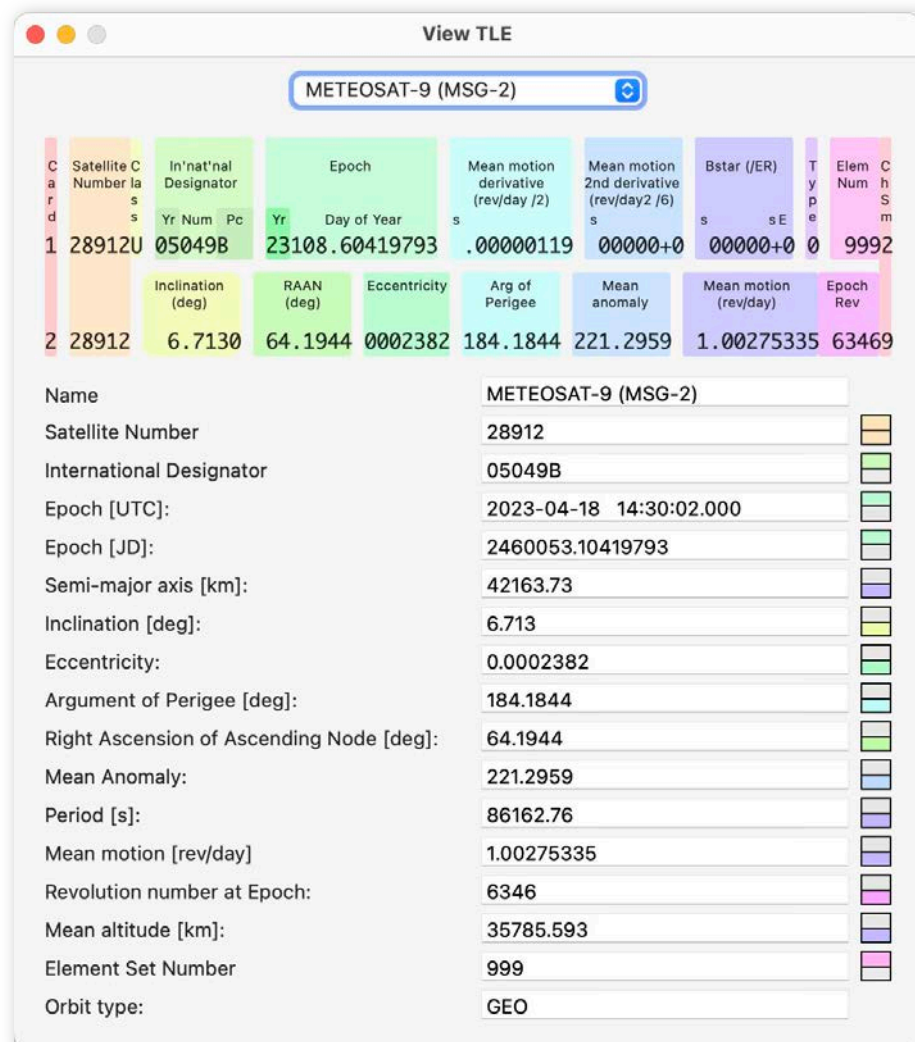 View TLE
METEOSAT-9 (MSG-2)
Card Satellite Number Class In'nat'nal Designator Epoch Mean motion derivative (rev/day /2) Mean motion 2nd derivative (rev/day2 /6) Bstar (/ER) Type Elem Num ChSm
Yr Num Pc Yr Day of Year s s s s E
1 28912U 05049B 23108.60419793 .00000119 00000+0 00000+0 0 9992
Inclination (deg) RAAN (deg) Eccentricity Arg of Perigee Mean anomaly Mean motion (rev/day) Epoch Rev
2 28912 6.7130 64.1944 0002382 184.1844 221.2959 1.00275335 63469
Name METEOSAT-9 (MSG-2)
Satellite Number 28912
International Designator 05049B
Epoch [UTC]: 2023-04-18 14:30:02.000
Epoch [JD]: 2460053.10419793
Semi-major axis [km]: 42163.73
Inclination [deg]: 6.713
Eccentricity: 0.0002382
Argument of Perigee [deg]: 184.1844
Right Ascension of Ascending Node [deg]: 64.1944
Mean Anomaly: 221.2959
Period [s]: 86162.76
Mean motion [rev/day] 1.00275335
Revolution number at Epoch: 6346
Mean altitude [km]: 35785.593
Element Set Number 999
Orbit type: GEO